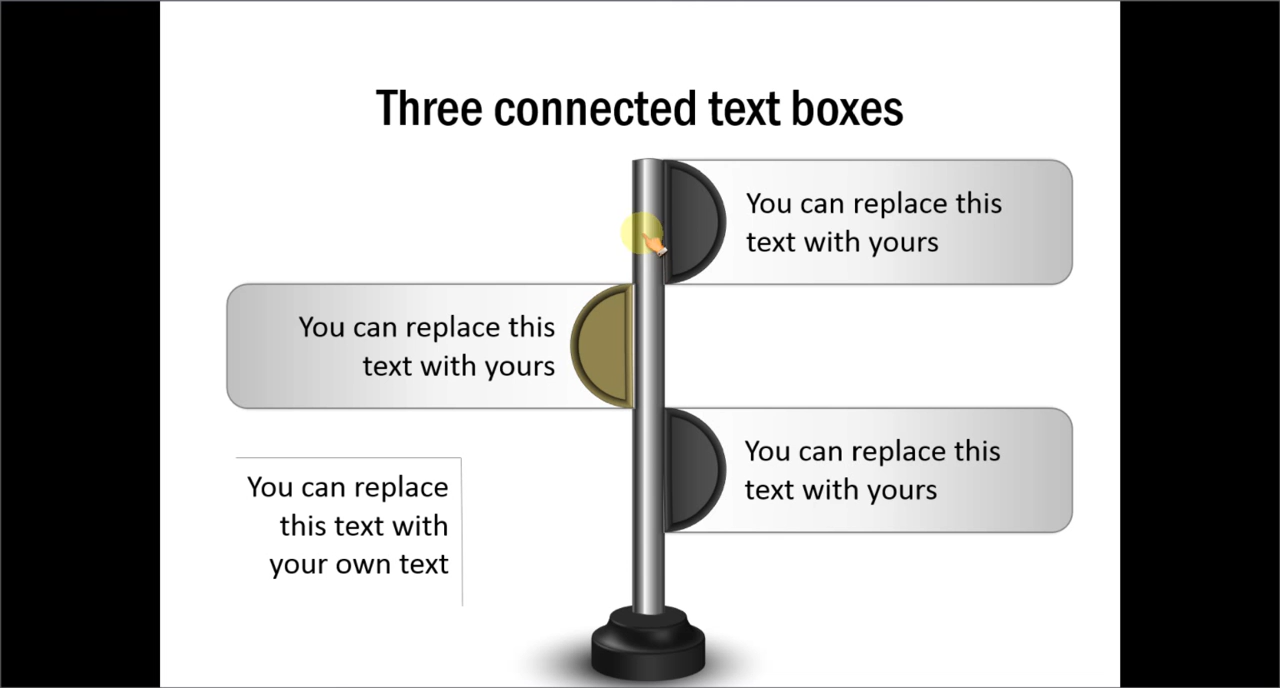 Three connected text boxes
You can replace this
text with yours
You can replace this
text with yours
You can replace this
text with yours
You can replace
this text with
your own text